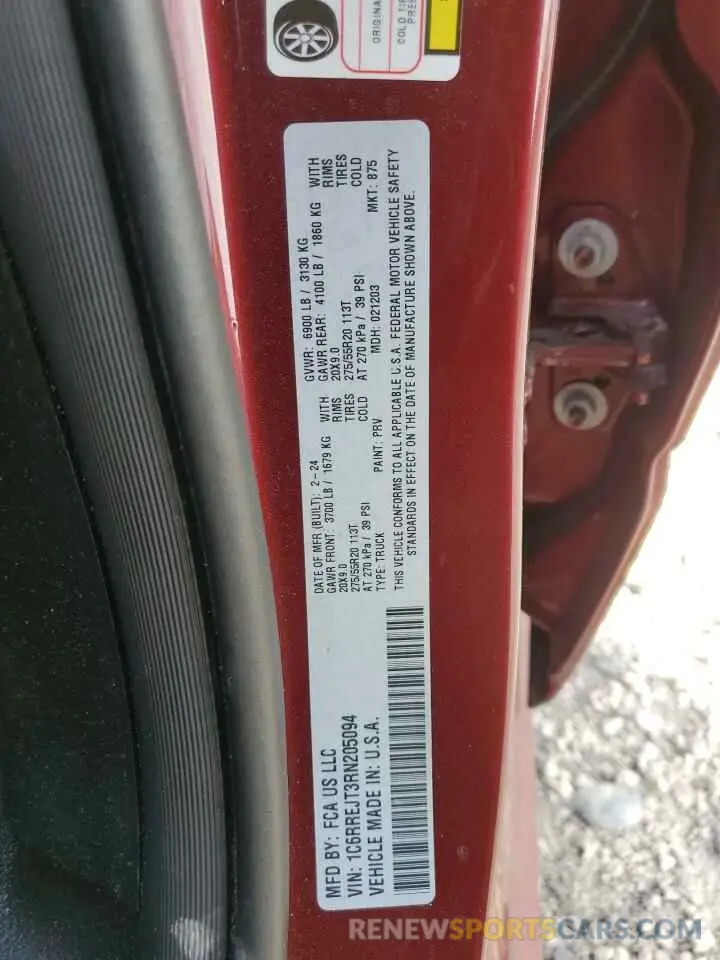 ORIGINA
COLD TIR
PRES
MFD BY: FCA US LLC
VIN: 1C6RREJT3RN205094
VEHICLE MADE IN: U.S.A.
DATE OF MFR (BUILT): 2-24
GAWR FRONT: 3700 LB / 1679 KG WITH
20X9.0 RIMS
275/55R20 113T TIRES
AT 270 kPa / 39 PSI COLD
TYPE: TRUCK PAINT: PRV
GVWR: 6900 LB / 3130 KG
GAWR REAR: 4100 LB / 1860 KG WITH
20X9.0 RIMS
275/55R20 113T TIRES
AT 270 kPa / 39 PSI COLD
MDH: 021203 MKT: 875
THIS VEHICLE CONFORMS TO ALL APPLICABLE U.S.A. FEDERAL MOTOR VEHICLE SAFETY
STANDARDS IN EFFECT ON THE DATE OF MANUFACTURE SHOWN ABOVE.
RENEWSPORTSCARS.COM